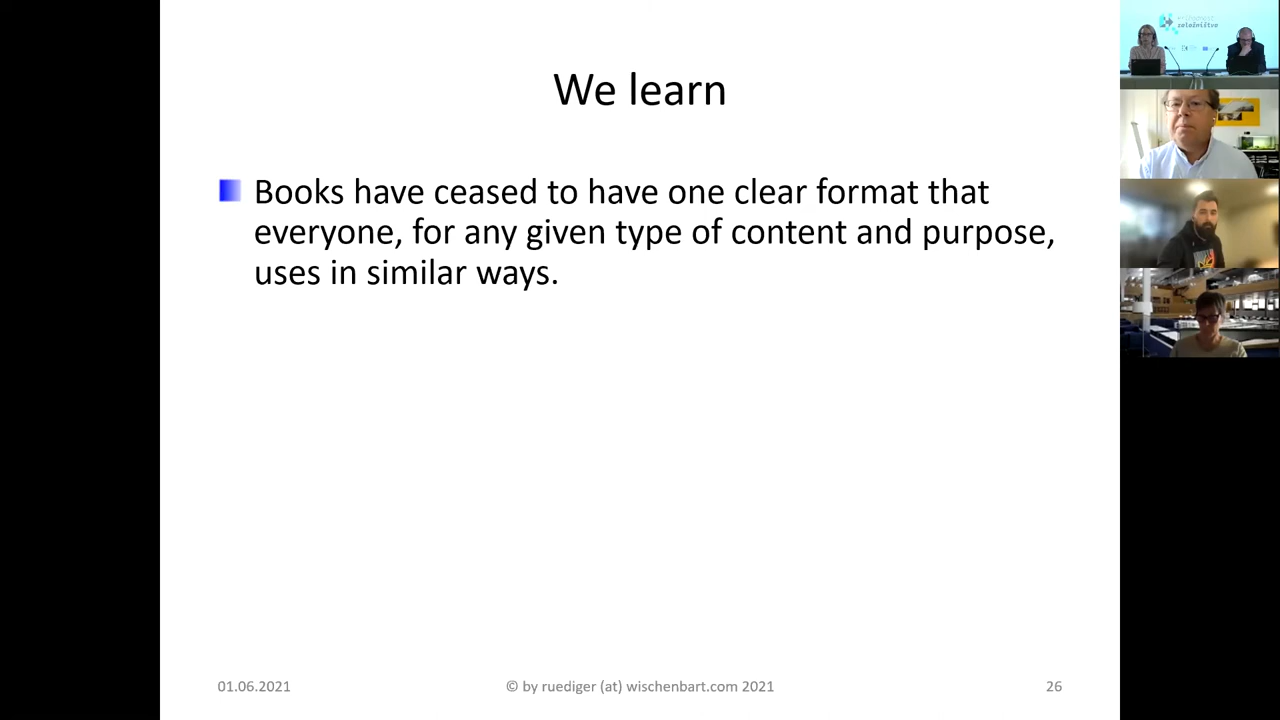 We learn
Books have ceased to have one clear format that
everyone, for any given type of content and purpose,
uses in similar ways.
01.06.2021
© by ruediger (at) wischenbart.com 2021
26
založništvo